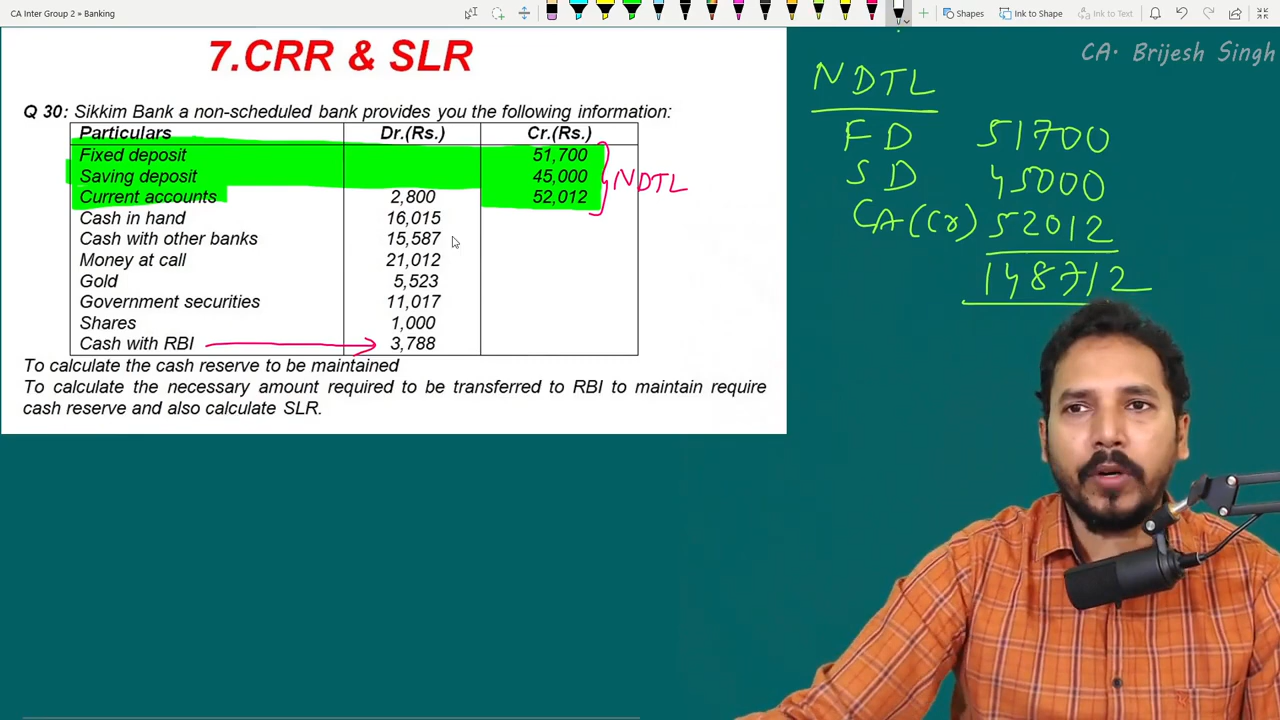 CA Inter Group 2 » Banking
Shapes
Ink to Shape
Ink to Text
CA. Brijesh Singh
7.CRR & SLR
Q 30: Sikkim Bank a non-scheduled bank provides you the following information:
Particulars Dr.(Rs.) Cr.(Rs.)
Fixed deposit 51,700
Saving deposit 45,000
Current accounts 2,800 52,012
Cash in hand 16,015
Cash with other banks 15,587
Money at call 21,012
Gold 5,523
Government securities 11,017
Shares 1,000
Cash with RBI 3,788
NDTL
To calculate the cash reserve to be maintained
To calculate the necessary amount required to be transferred to RBI to maintain require
cash reserve and also calculate SLR.
NDTL
FD 51700
SD 45000
CA(Cr) 52012
148712